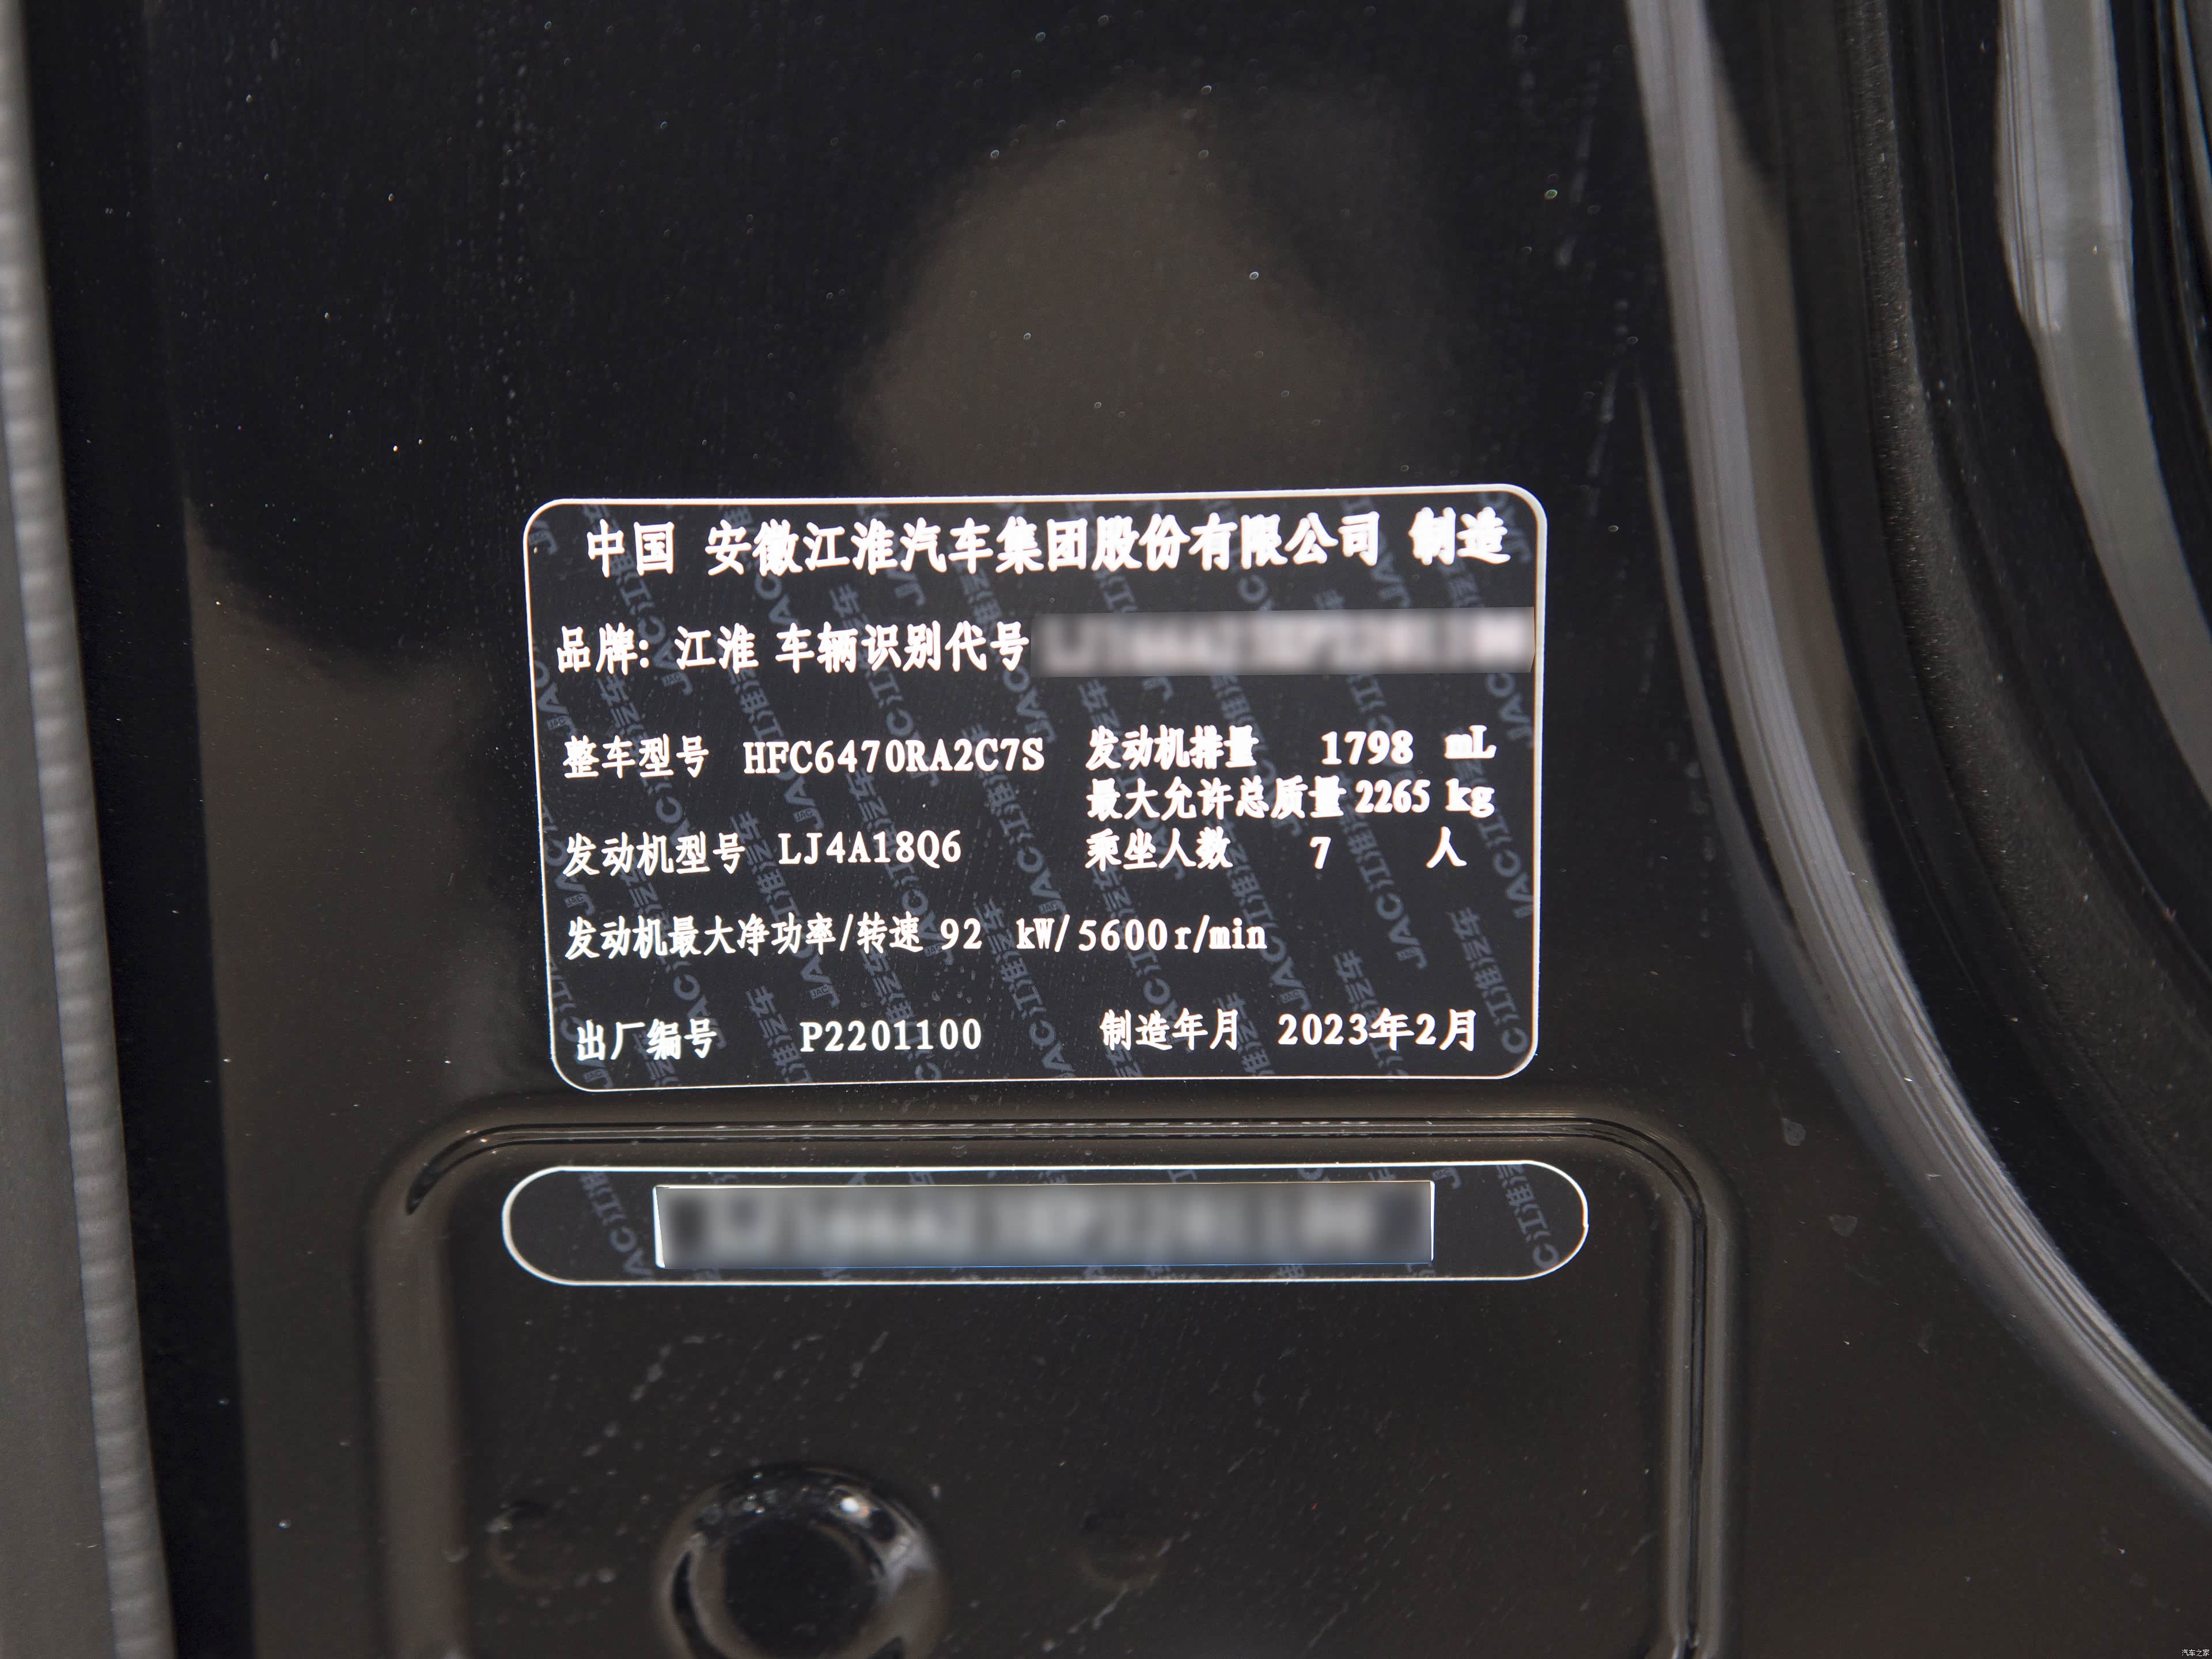 中国 安徽江淮汽车集团股份有限公司 制造
品牌: 江淮 车辆识别代号
整车型号 HFC6470RA2C7S 发动机排量 1798 mL
最大允许总质量 2265 kg
发动机型号 LJ4A18Q6 乘坐人数 7 人
发动机最大净功率/转速 92 kW/5600r/min
出厂编号 P2201100 制造年月 2023年2月
汽车之家